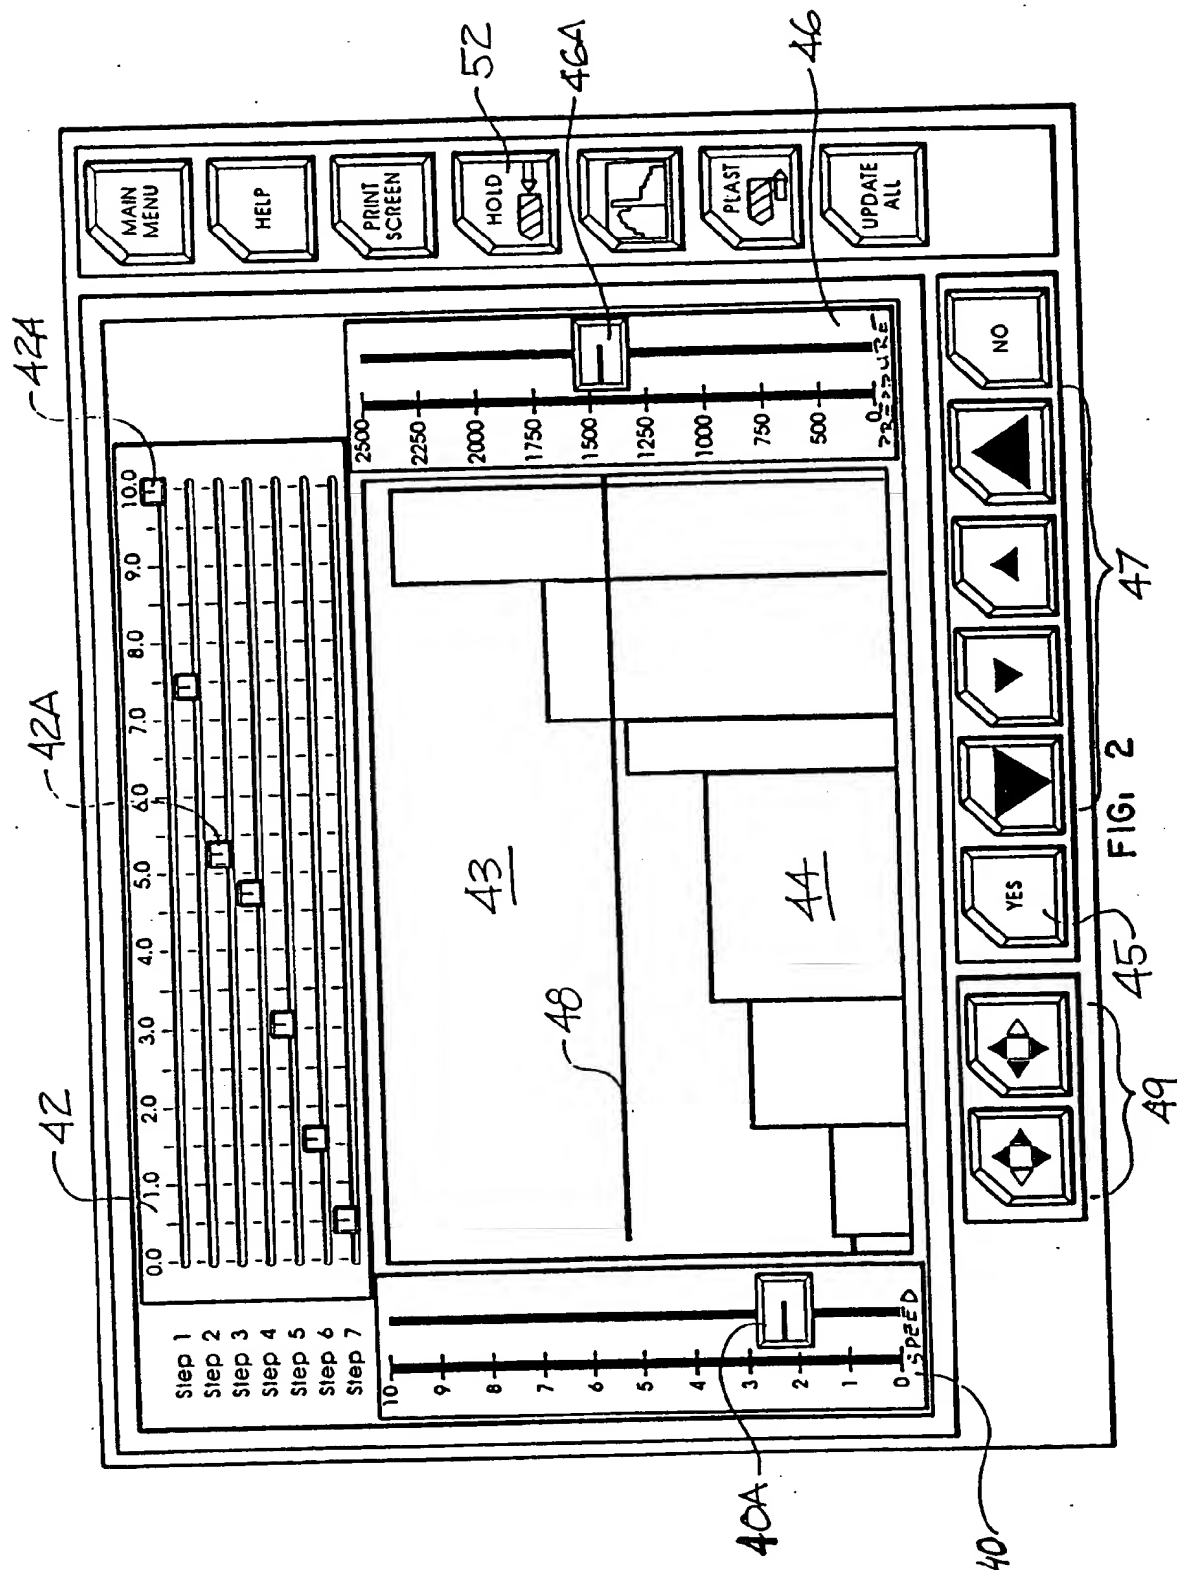 42
42A
42A
0.0 1.0 2.0 3.0 4.0 5.0 6.0 7.0 8.0 9.0 10.0
Step 1
Step 2
Step 3
Step 4
Step 5
Step 6
Step 7
MAIN
MENU
HELP
PRINT
SCREEN
HOLD
52
PLAST
UPDATE
ALL
10
9
8
7
6
5
4
3
2
1
0
SPEED
40A
40
43
48
44
2500
2250
2000
1750
1500
1250
1000
750
500
0
PRESSURE
46A
46
YES
NO
49
45
47
FIG. 2